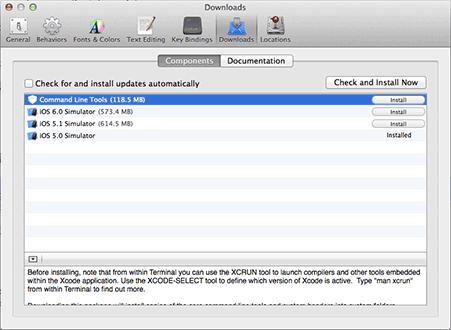 Downloads
General Behaviors Fonts & Colors Text Editing Key Bindings Downloads Locations
Components Documentation
Check for and install updates automatically Check and Install Now
Command Line Tools (118.5 MB) Install
iOS 6.0 Simulator (573.4 MB) Install
iOS 5.1 Simulator (614.5 MB) Install
iOS 5.0 Simulator Installed
Before installing, note that from within Terminal you can use the XCRUN tool to launch compilers and other tools embedded
within the Xcode application. Use the XCODE-SELECT tool to define which version of Xcode is active. Type "man xcrun"
from within Terminal to find out more.
Downloading this package will install copies of the core command line tools and system headers into system folders